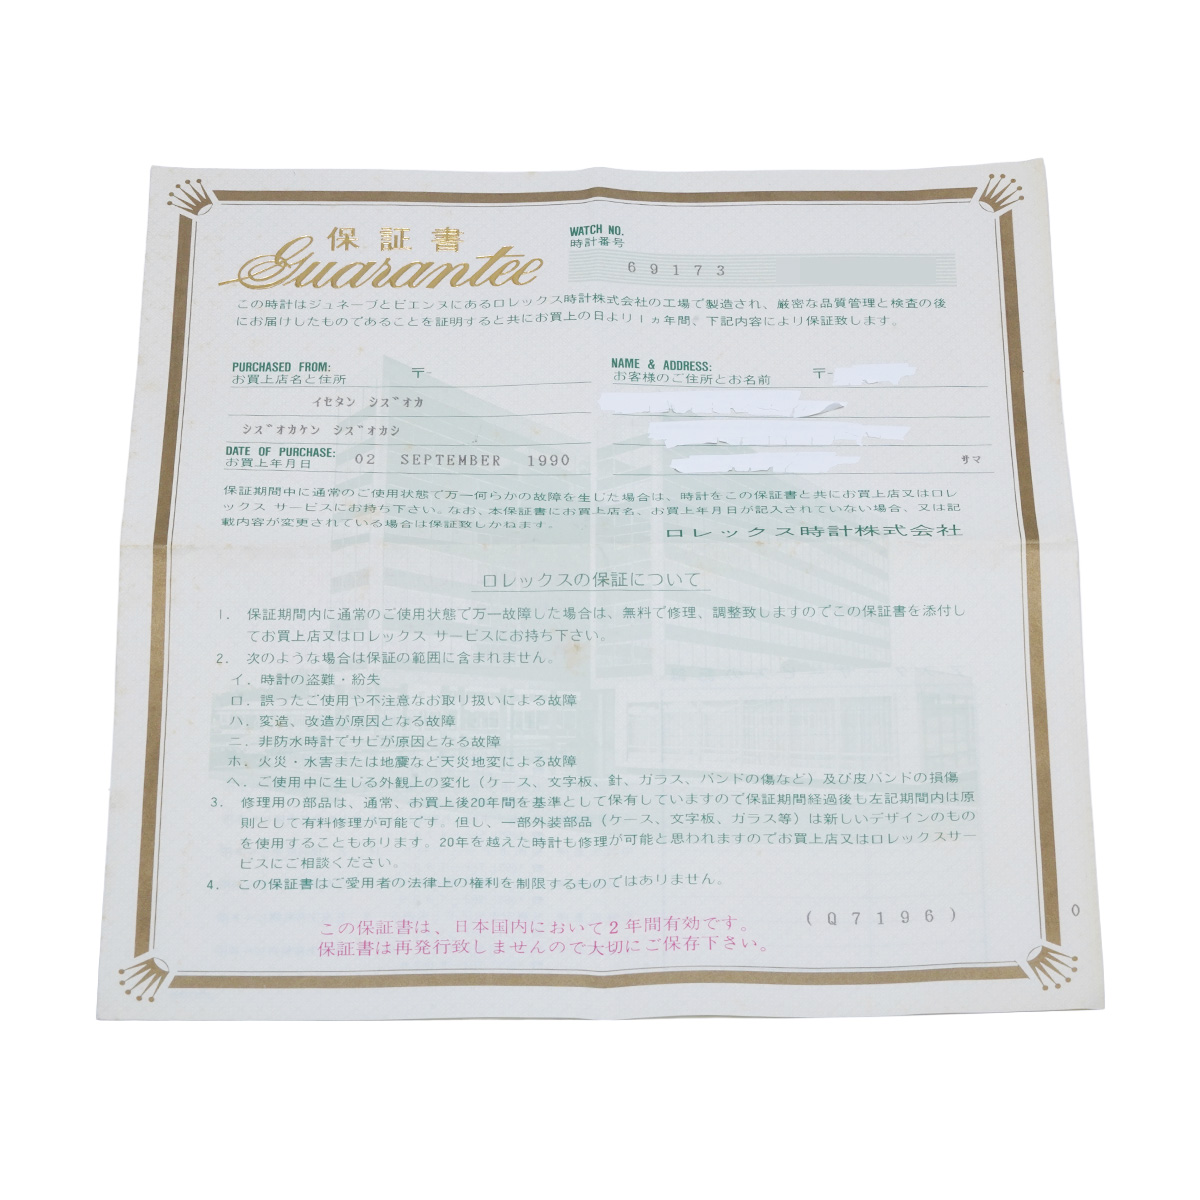 保証書
Guarantee
WATCH NO.
時計番号
69173
この時計はジュネーブとビエンヌにあるロレックス時計株式会社の工場で製造され、厳密な品質管理と検査の後
にお届けしたものであることを証明すると共にお買上の日より1ヵ年間、下記内容により保証致します。
PURCHASED FROM:
お買上店名と住所 〒-
イセタン シズオカ
シズオカケン シズオカシ
DATE OF PURCHASE:
お買上年月日 02 SEPTEMBER 1990
NAME & ADDRESS:
お客様のご住所とお名前 〒-
サマ
保証期間中に通常のご使用状態で万一何らかの故障を生じた場合は、時計をこの保証書と共にお買上店又はロレ
ックス サービスにお持ち下さい。なお、本保証書にお買上店名、お買上年月日が記入されていない場合、又は記
載内容が変更されている場合は保証致しかねます。
ロレックス時計株式会社
ロレックスの保証について
1. 保証期間内に通常のご使用状態で万一故障した場合は、無料で修理、調整致しますのでこの保証書を添付し
てお買上店又はロレックス サービスにお持ち下さい。
2. 次のような場合は保証の範囲に含まれません。
イ. 時計の盗難・紛失
ロ. 誤ったご使用や不注意なお取り扱いによる故障
ハ. 変造、改造が原因となる故障
ニ. 非防水時計でサビが原因となる故障
ホ. 火災・水害または地震など天災地変による故障
ヘ. ご使用中に生じる外観上の変化（ケース、文字板、針、ガラス、バンドの傷など）及び皮バンドの損傷
3. 修理用の部品は、通常、お買上後20年間を基準として保有していますので保証期間経過後も左記期間内は原
則として有料修理が可能です。但し、一部外装部品（ケース、文字板、ガラス等）は新しいデザインのもの
を使用することもあります。20年を越えた時計も修理が可能と思われますのでお買上店又はロレックスサー
ビスにご相談ください。
4. この保証書はご愛用者の法律上の権利を制限するものではありません。
この保証書は、日本国内において2年間有効です。
保証書は再発行致しませんので大切にご保存下さい。
(Q7196)
0